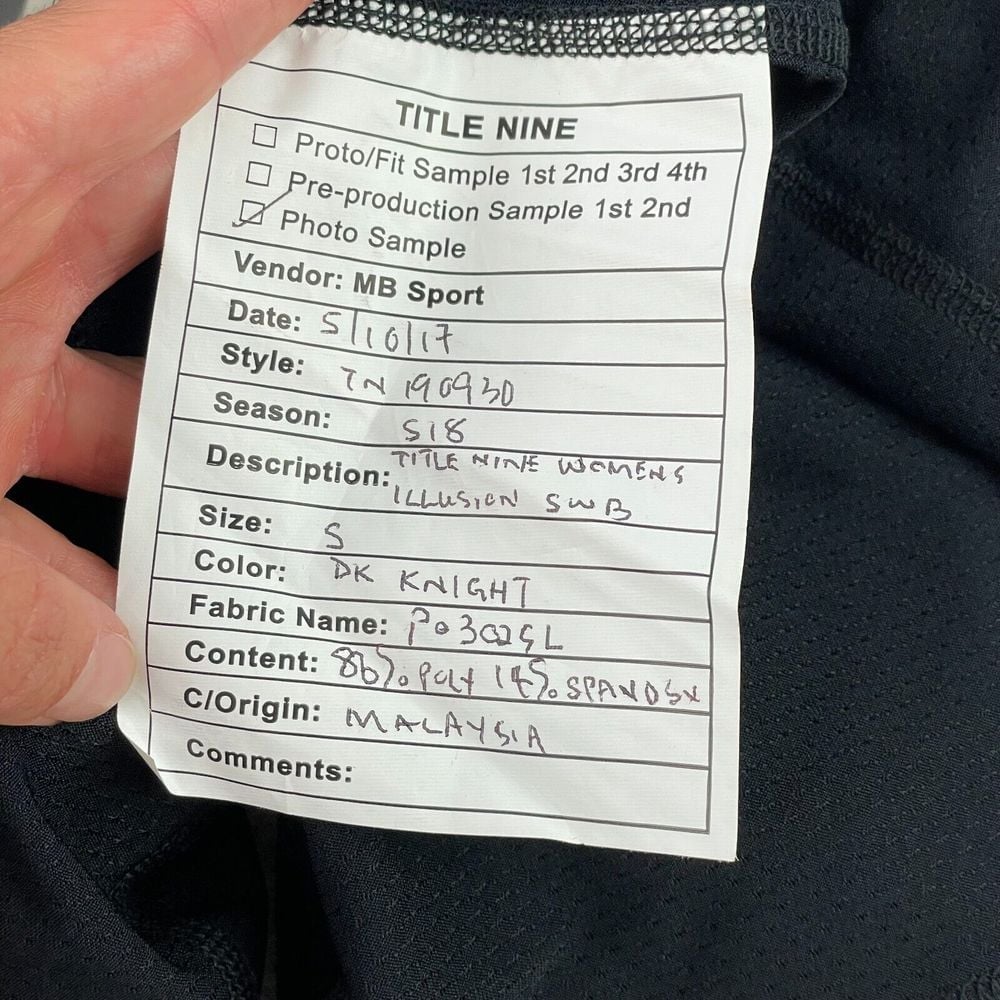 TITLE NINE
Proto/Fit Sample 1st 2nd 3rd 4th
Pre-production Sample 1st 2nd
Photo Sample
Vendor: MB Sport
Date: 5/10/17
Style: TN 190930
Season: S18
Description: TITLE NINE WOMENS
ILLUSION SWB
Size: S
Color: DK KNIGHT
Fabric Name:
Content: 86% POLY 14% SPANDEX
C/Origin: MALAYSIA
Comments: